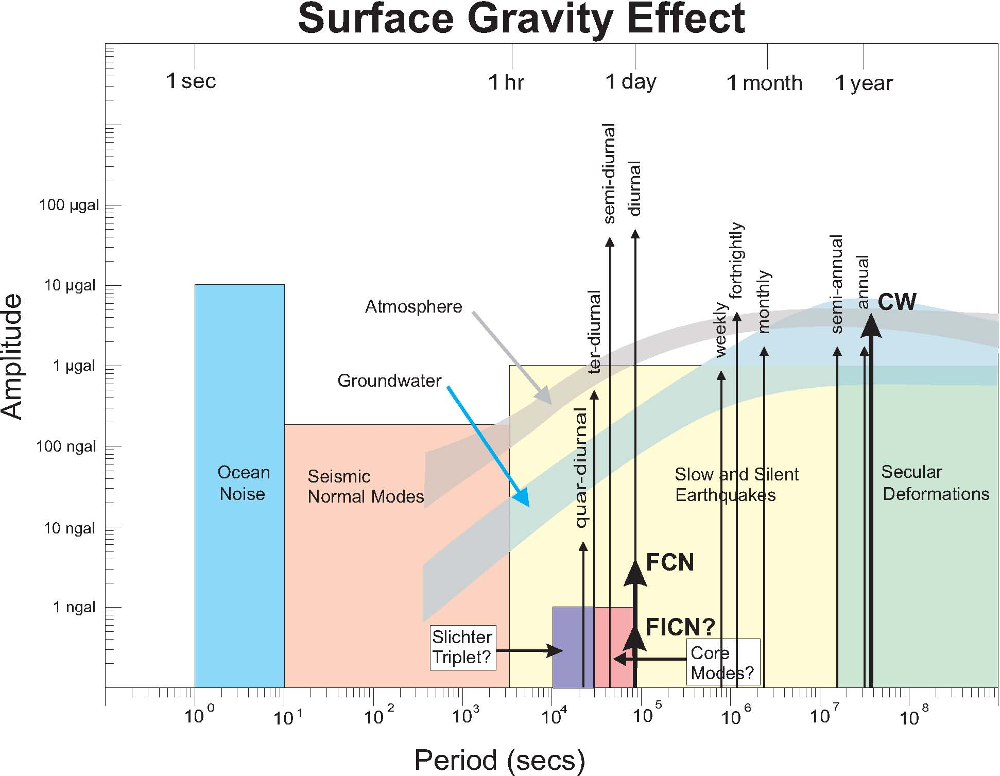 Surface Gravity Effect
1 sec
1 hr
1 day
1 month
1 year
semi-diurnal
diurnal
100 µgal
fortnightly
semi-annual
annual
monthly
10 µgal
Atmosphere
ter-diurnal
weekly
CW
Amplitude
1 µgal
Groundwater
quar-diurnal
100 ngal
Ocean
Noise
Seismic
Normal Modes
Slow and Silent
Earthquakes
Secular
Deformations
10 ngal
FCN
1 ngal
FICN?
Slichter
Triplet?
Core
Modes?
10⁰ 10¹ 10² 10³ 10⁴ 10⁵ 10⁶ 10⁷ 10⁸
Period (secs)